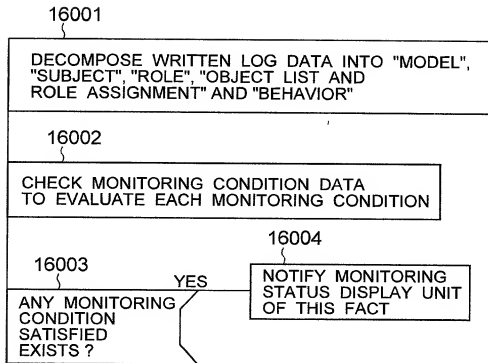 16001
DECOMPOSE WRITTEN LOG DATA INTO "MODEL",
"SUBJECT", "ROLE", "OBJECT LIST AND
ROLE ASSIGNMENT" AND "BEHAVIOR"
16002
CHECK MONITORING CONDITION DATA
TO EVALUATE EACH MONITORING CONDITION
16003
ANY MONITORING
CONDITION
SATISFIED
EXISTS ?
YES
16004
NOTIFY MONITORING
STATUS DISPLAY UNIT
OF THIS FACT